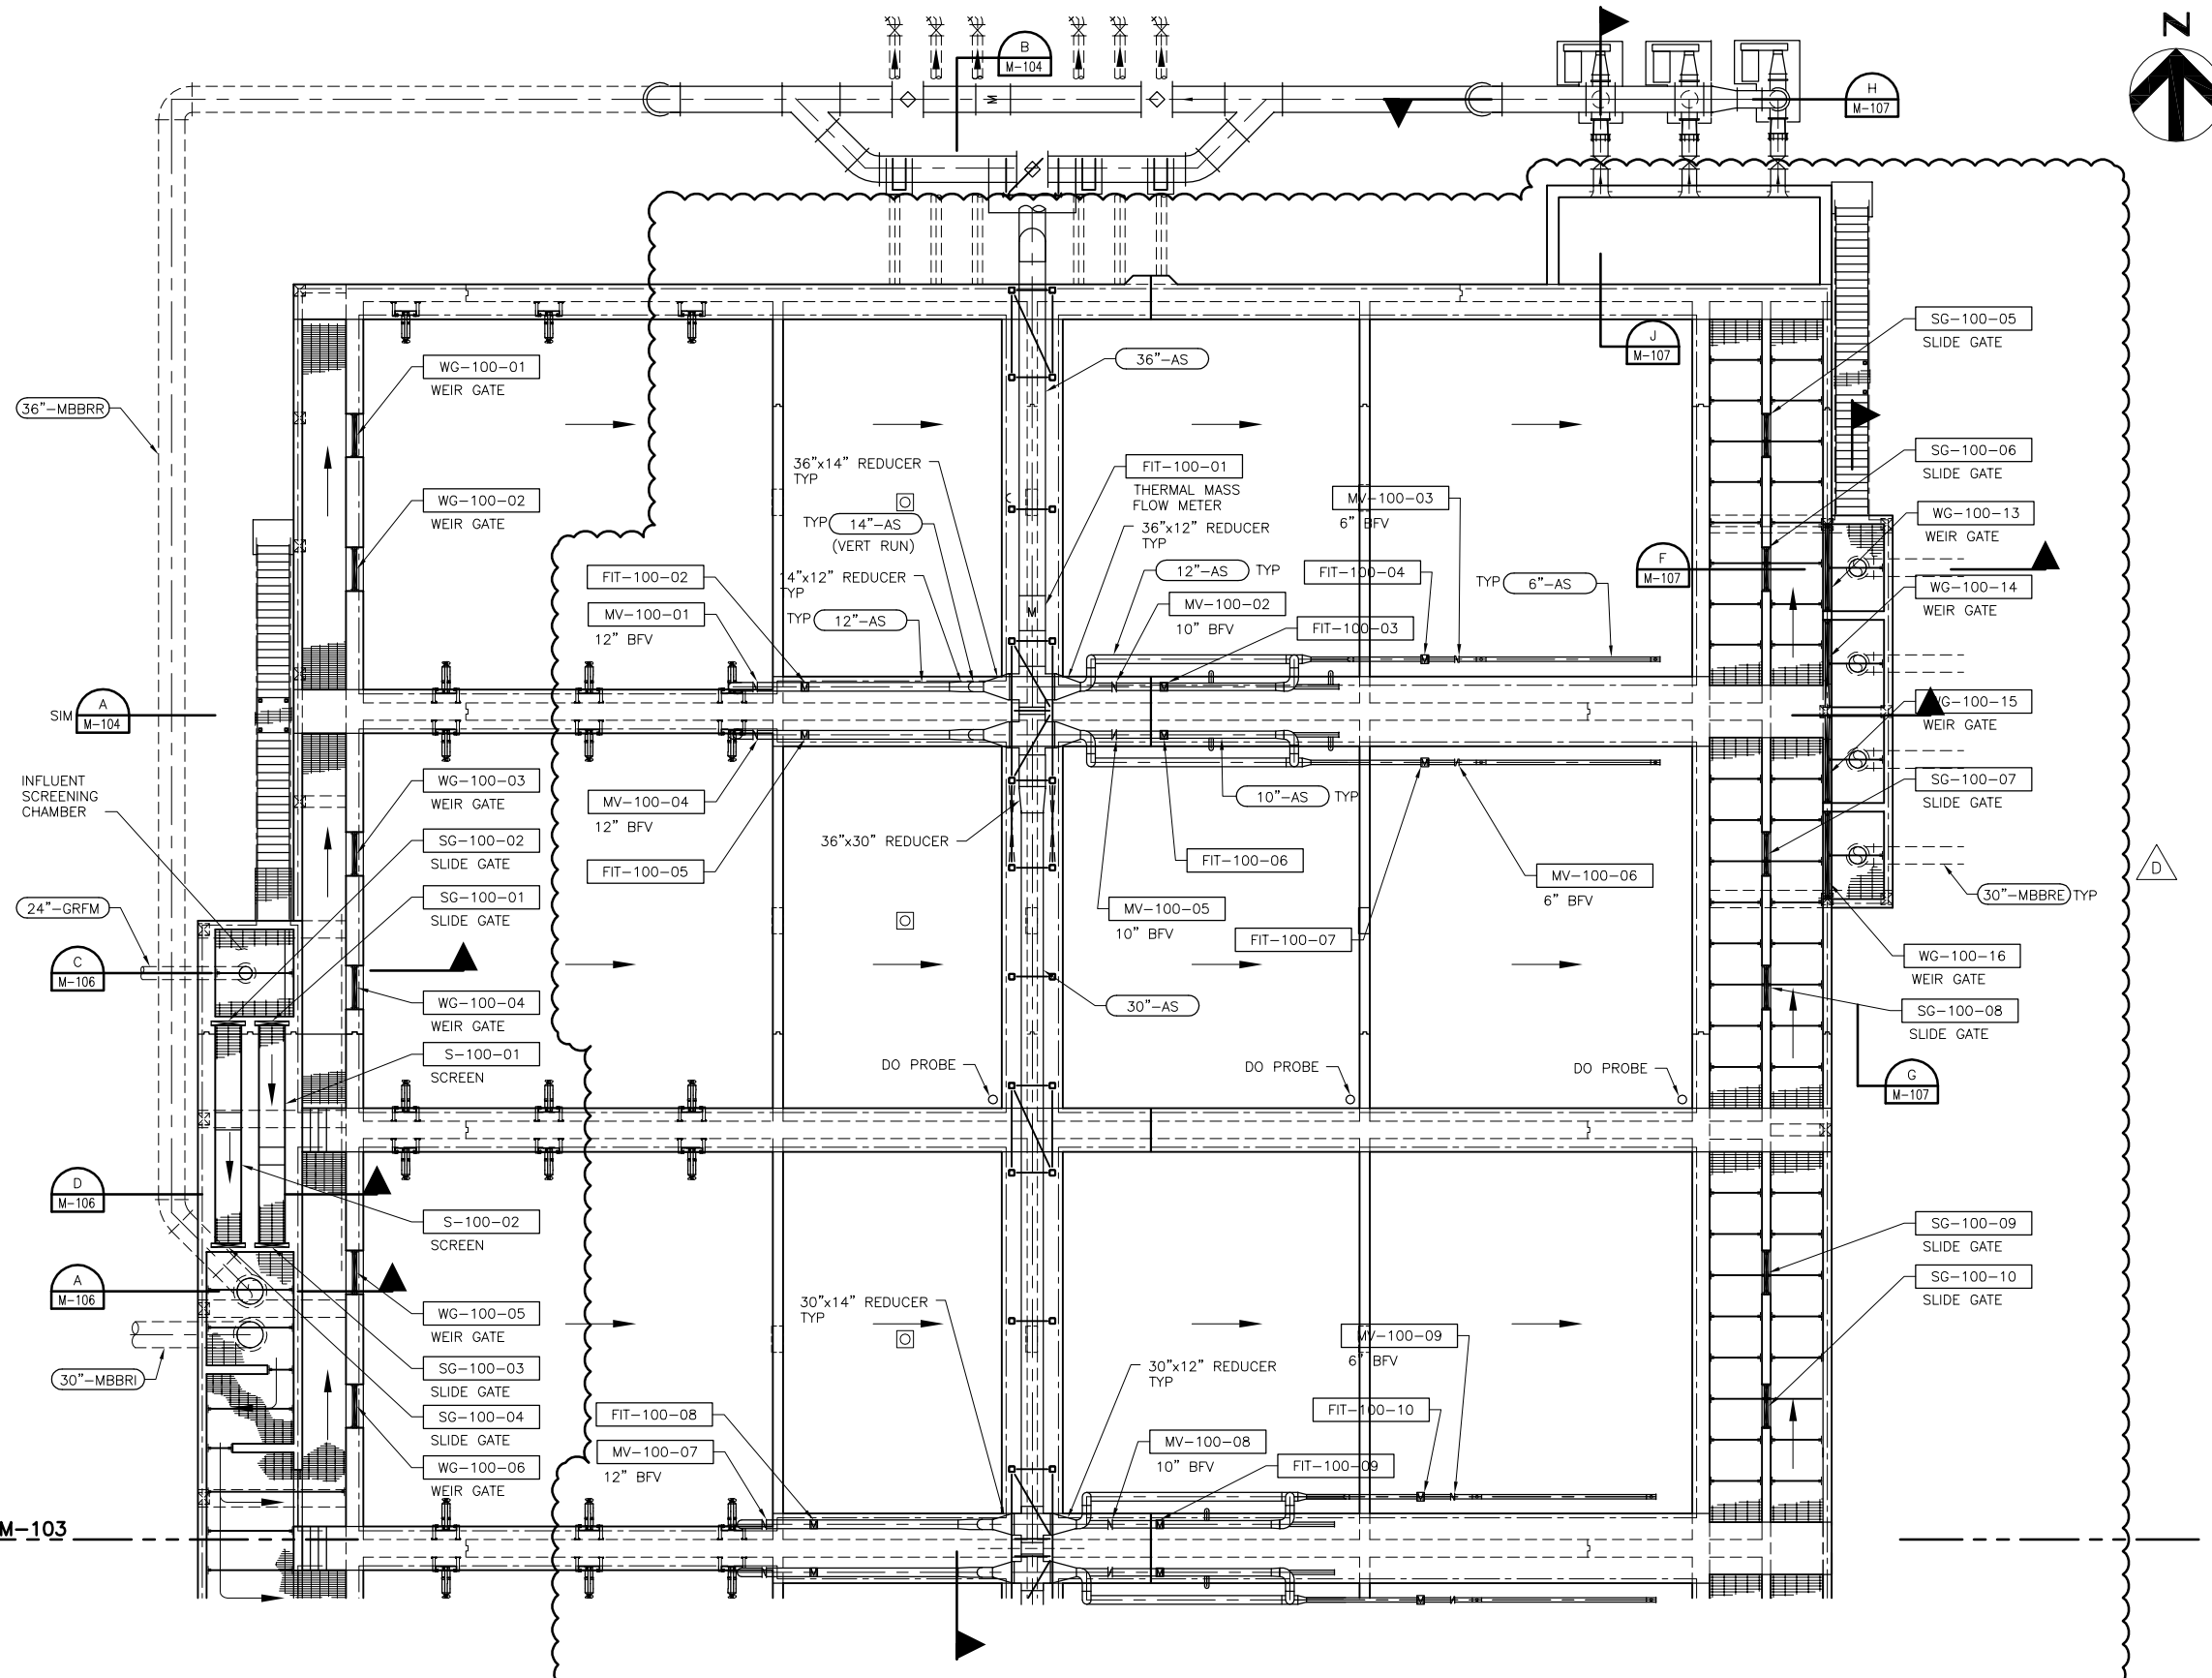 N
B
M-104
H
M-107
M
SG-100-05
SLIDE GATE
J
M-107
36"-AS
WG-100-01
WEIR GATE
36"-MBBRR
36"x14" REDUCER
TYP
FIT-100-01
THERMAL MASS
FLOW METER
SG-100-06
SLIDE GATE
WG-100-02
WEIR GATE
MV-100-03
6" BFV
WG-100-13
WEIR GATE
TYP 14"-AS
(VERT RUN)
36"x12" REDUCER
TYP
F
M-107
FIT-100-02
14"x12" REDUCER
TYP
12"-AS TYP
FIT-100-04
TYP 6"-AS
WG-100-14
WEIR GATE
MV-100-01
12" BFV
TYP 12"-AS
M
MV-100-02
10" BFV
FIT-100-03
SIM
A
M-104
WG-100-15
WEIR GATE
INFLUENT
SCREENING
CHAMBER
WG-100-03
WEIR GATE
MV-100-04
12" BFV
10"-AS TYP
SG-100-07
SLIDE GATE
SG-100-02
SLIDE GATE
36"x30" REDUCER
FIT-100-05
FIT-100-06
MV-100-06
6" BFV
D
SG-100-01
SLIDE GATE
24"-GRFM
MV-100-05
10" BFV
30"-MBBRE TYP
FIT-100-07
C
M-106
WG-100-16
WEIR GATE
WG-100-04
WEIR GATE
30"-AS
SG-100-08
SLIDE GATE
S-100-01
SCREEN
DO PROBE
DO PROBE
DO PROBE
G
M-107
D
M-106
S-100-02
SCREEN
SG-100-09
SLIDE GATE
A
M-106
SG-100-10
SLIDE GATE
30"x14" REDUCER
TYP
WG-100-05
WEIR GATE
MV-100-09
6" BFV
30"-MBBRI
SG-100-03
SLIDE GATE
30"x12" REDUCER
TYP
SG-100-04
SLIDE GATE
FIT-100-08
FIT-100-10
MV-100-07
12" BFV
MV-100-08
10" BFV
WG-100-06
WEIR GATE
FIT-100-09
M-103